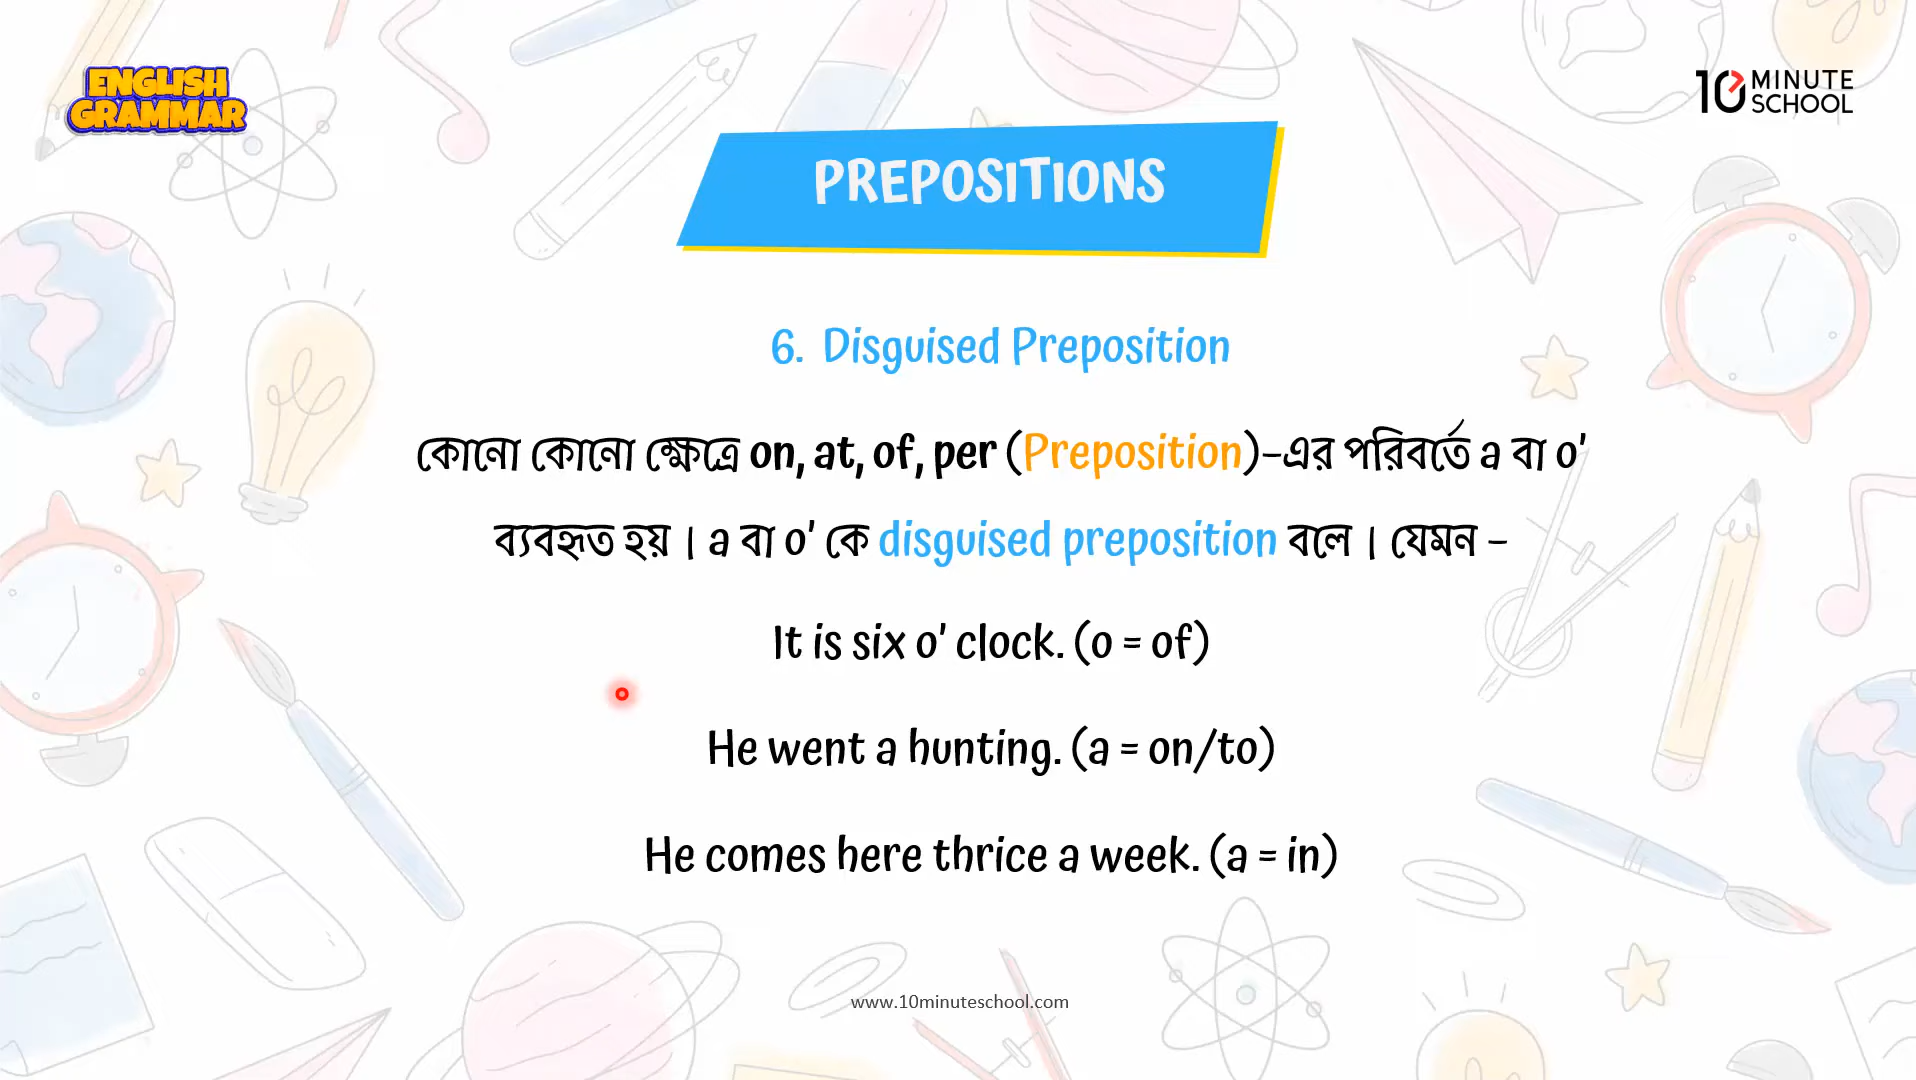 ENGLISH
GRAMMAR
10 MINUTE
SCHOOL
PREPOSITIONS
6. Disguised Preposition
কোনো কোনো ক্ষেত্রে on, at, of, per (Preposition)-এর পরিবর্তে a বা o'
ব্যবহৃত হয় । a বা o' কে disguised preposition বলে । যেমন –
It is six o' clock. (o = of)
He went a hunting. (a = on/to)
He comes here thrice a week. (a = in)
www.10minuteschool.com